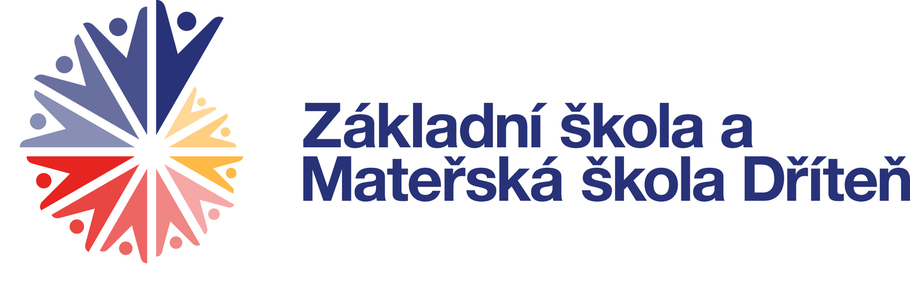 Základní škola a
Mateřská škola Dříteň